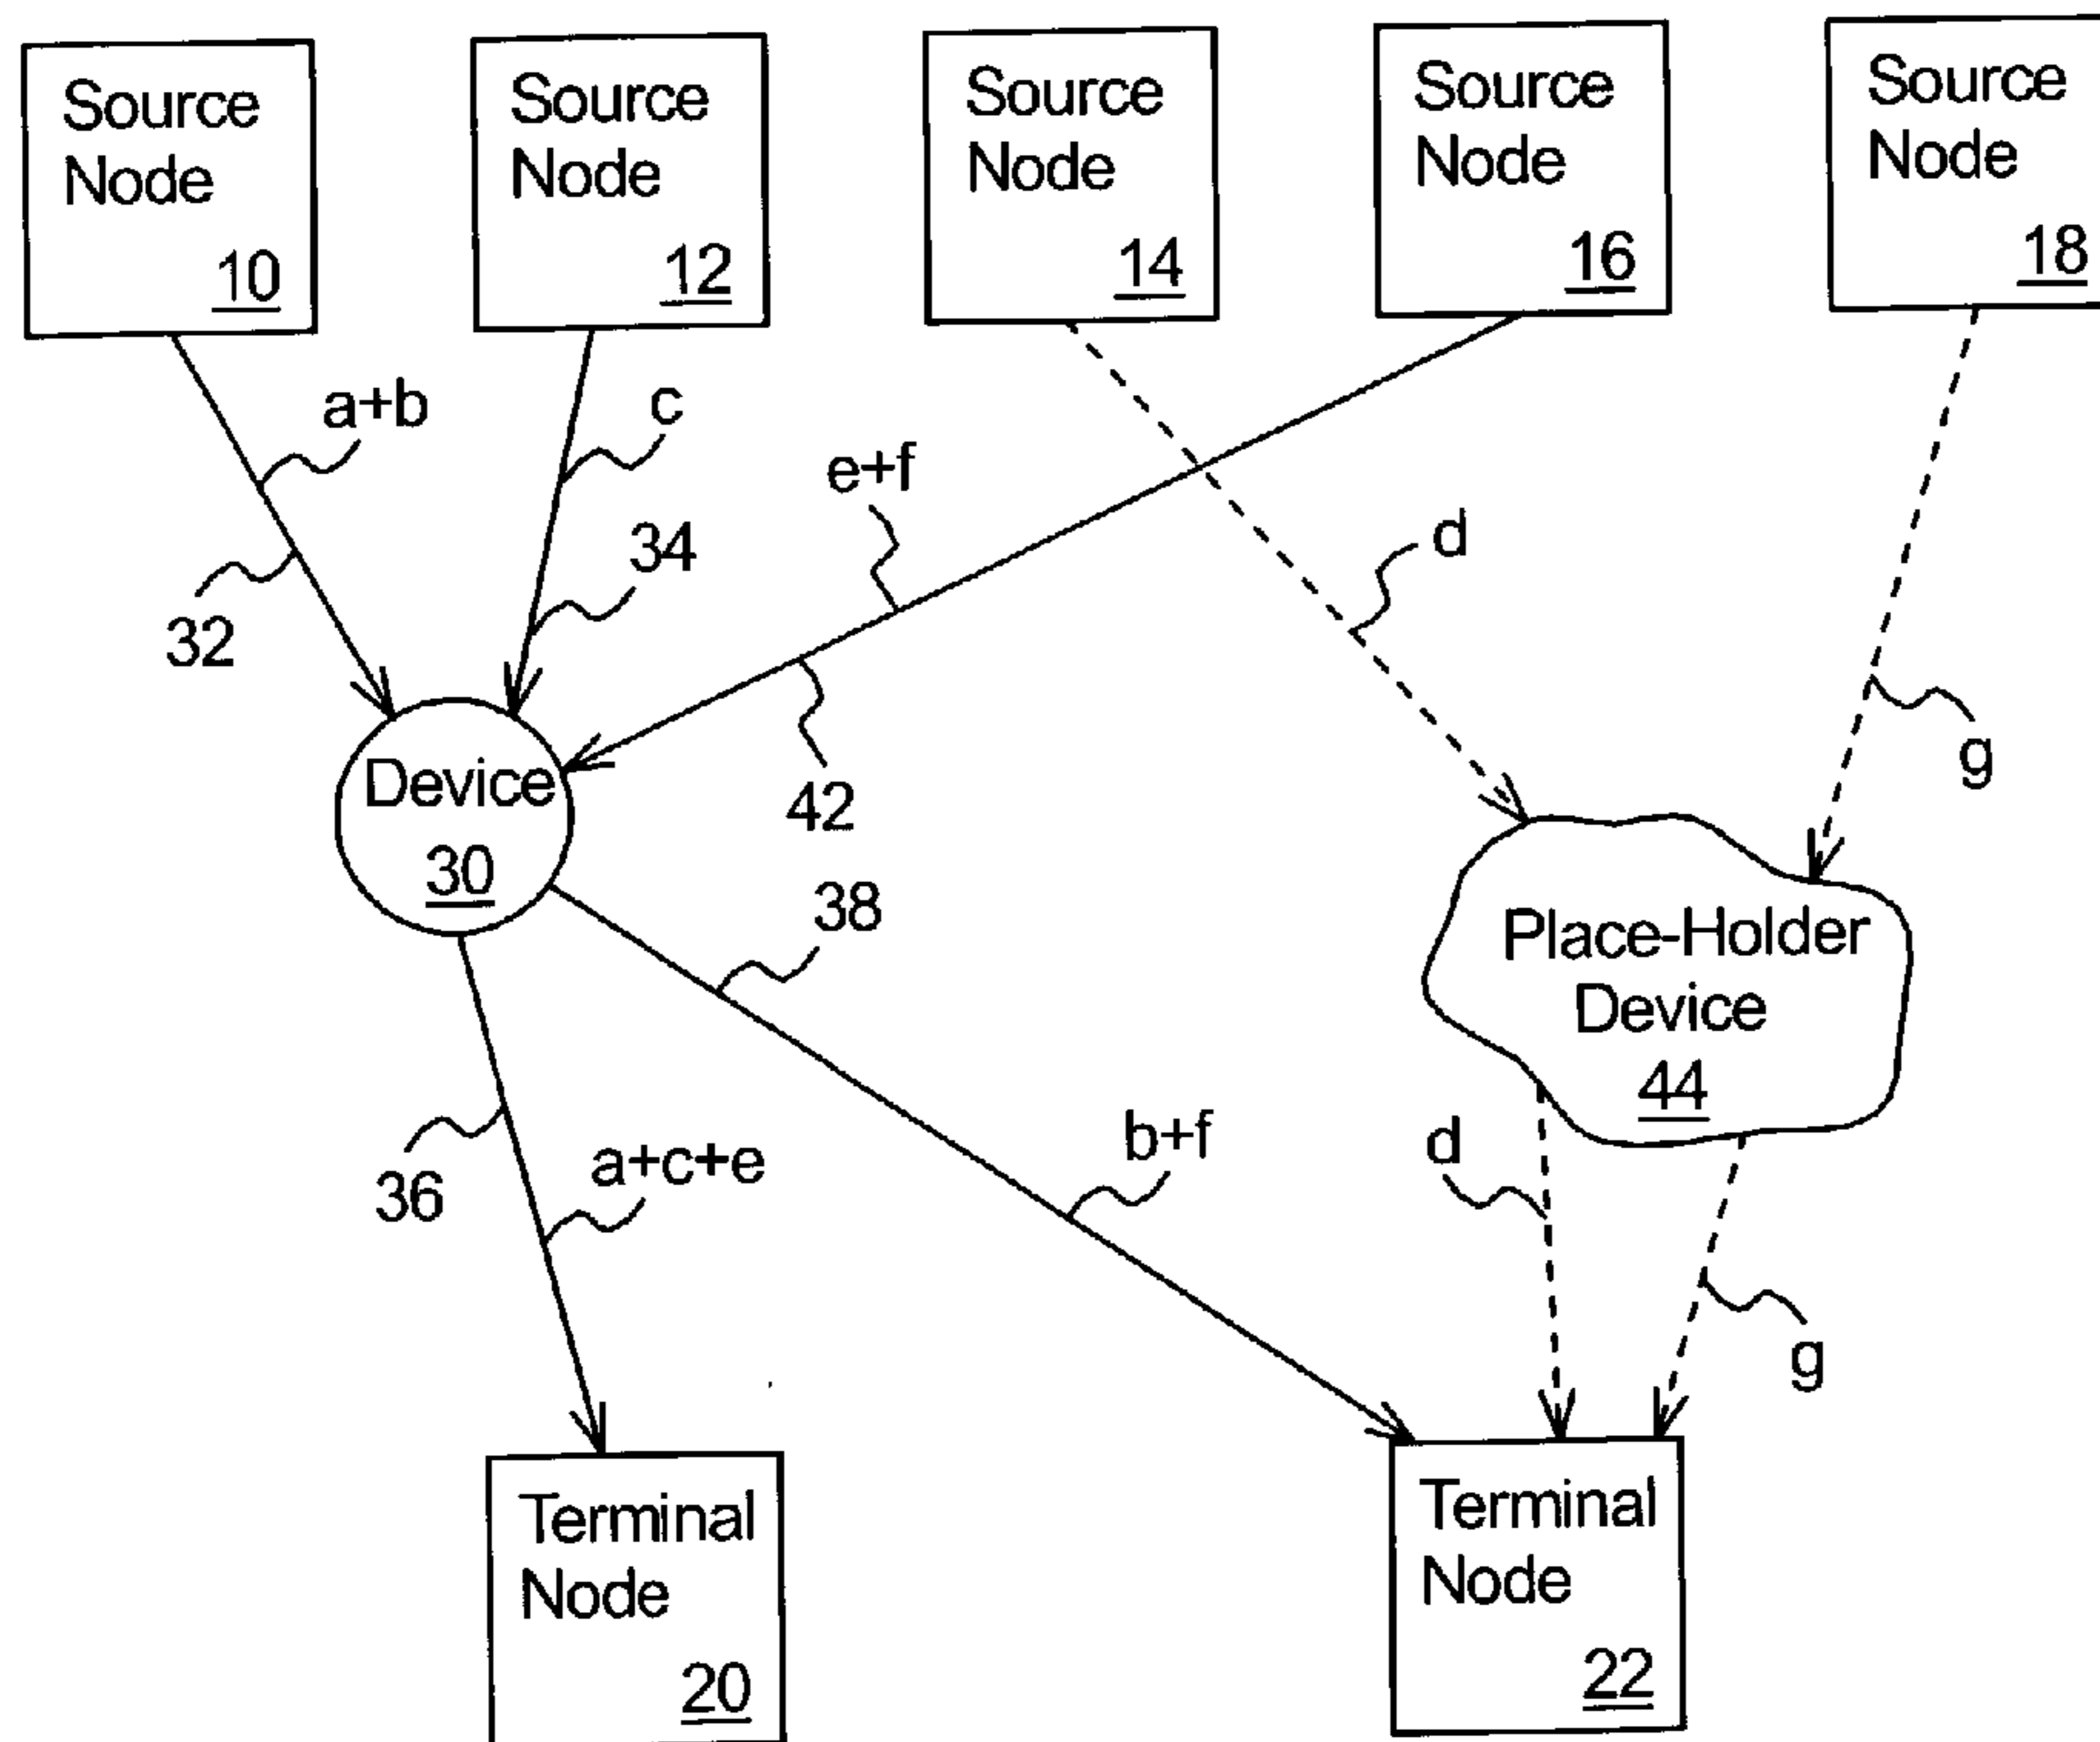 Source
Node
10
Source
Node
12
Source
Node
14
Source
Node
16
Source
Node
18
a+b
c
e+f
d
34
32
g
42
Device
30
38
Place-Holder
Device
44
36
a+c+e
b+f
d
g
Terminal
Node
20
Terminal
Node
22